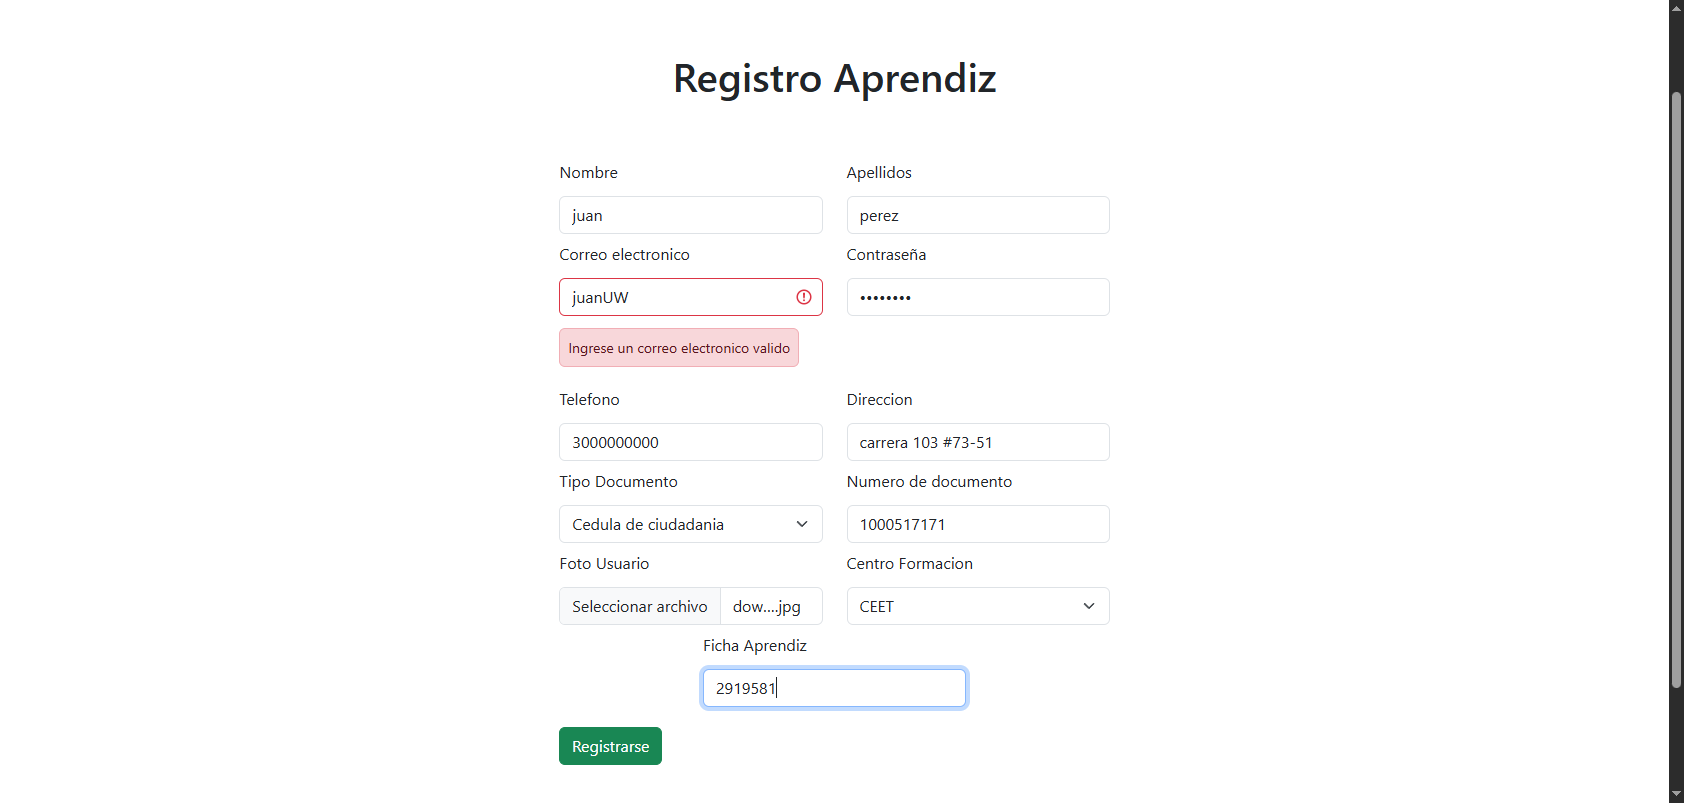 Registro Aprendiz
Nombre
Apellidos
juan
perez
Correo electronico
Contraseña
juanUW
••••••••
Ingrese un correo electronico valido
Telefono
Direccion
3000000000
carrera 103 #73-51
Tipo Documento
Numero de documento
Cedula de ciudadania
1000517171
Foto Usuario
Centro Formacion
Seleccionar archivo
dow....jpg
CEET
Ficha Aprendiz
2919581
Registrarse